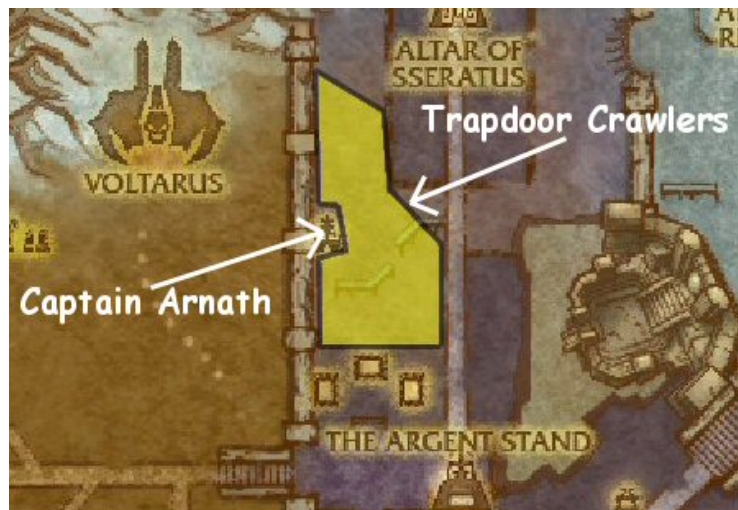 ALTAR OF
SSERATUS
Trapdoor Crawlers
VOLTARUS
Captain Arnath
THE ARGENT STAND